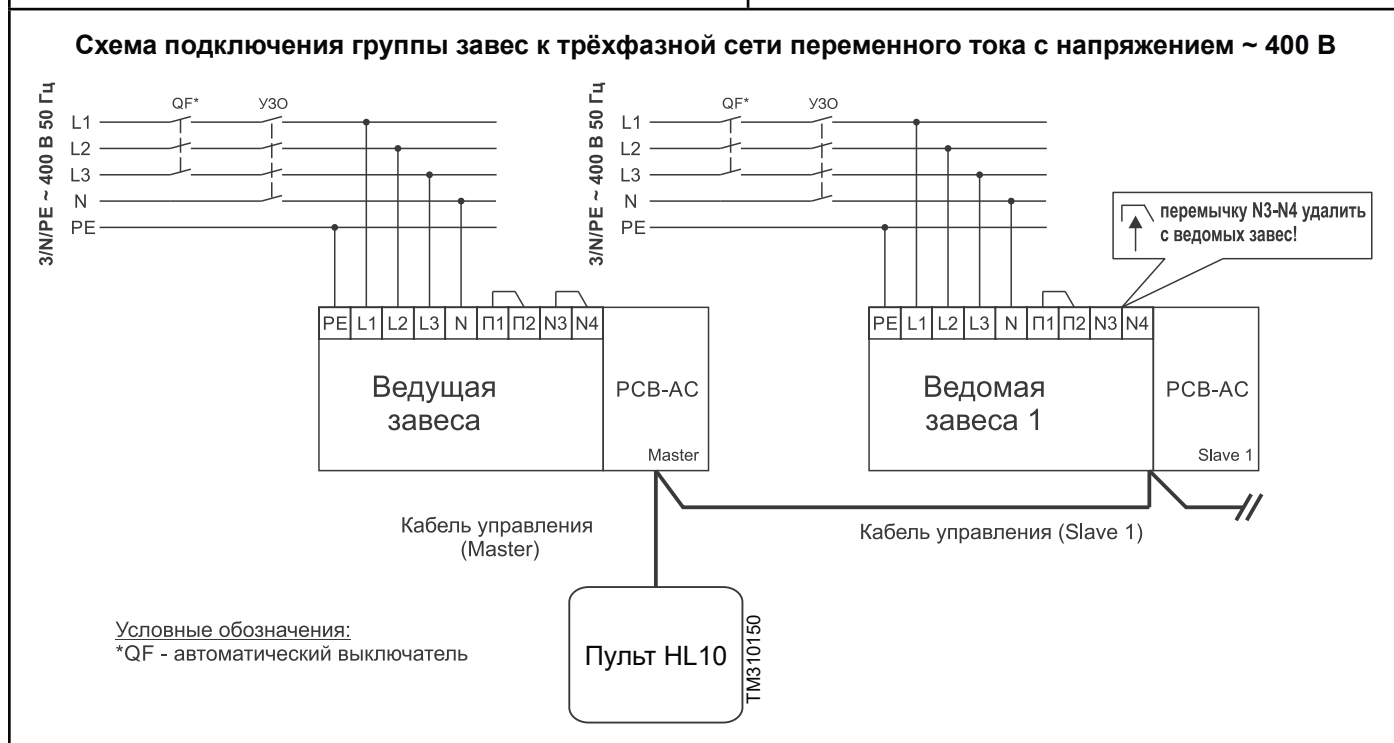 Схема подключения группы завес к трёхфазной сети переменного тока с напряжением ~ 400 В
3/N/PE ~ 400 В 50 Гц
QF*
УЗО
L1
L2
L3
N
PE
3/N/PE ~ 400 В 50 Гц
QF*
УЗО
L1
L2
L3
N
PE
перемычку N3-N4 удалить
с ведомых завес!
PE L1 L2 L3 N П1 П2 N3 N4
Ведущая
завеса
PCB-AC
Master
PE L1 L2 L3 N П1 П2 N3 N4
Ведомая
завеса 1
PCB-AC
Slave 1
Кабель управления
(Master)
Кабель управления (Slave 1)
Условные обозначения:
*QF - автоматический выключатель
Пульт HL10
TM310150